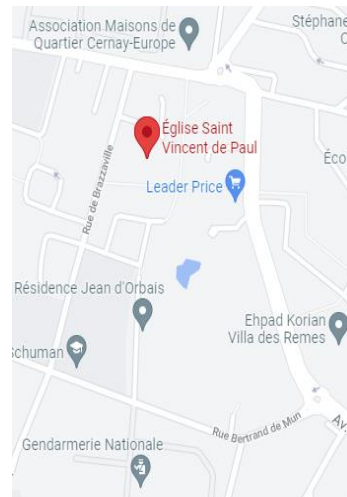 Association Maisons de
Quartier Cernay-Europe
Stéphane
Église Saint
Vincent de Paul
Rue de Brazzaville
Leader Price
Éco
Résidence Jean d'Orbais
Ehpad Korian
Villa des Remes
Schuman
Av.
Rue Bertrand de Mun
Gendarmerie Nationale